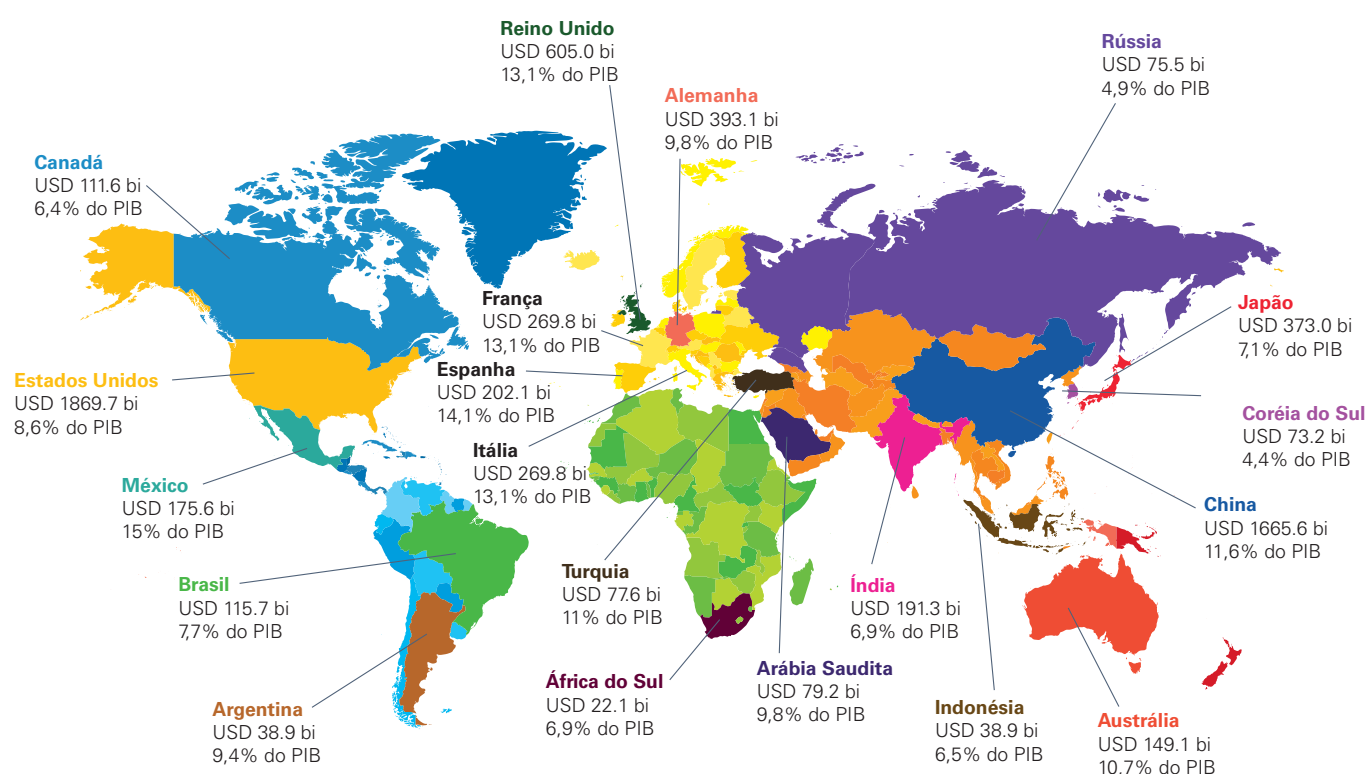 Reino Unido
USD 605.0 bi
13,1% do PIB
Rússia
USD 75.5 bi
4,9% do PIB
Alemanha
USD 393.1 bi
9,8% do PIB
Canadá
USD 111.6 bi
6,4% do PIB
França
USD 269.8 bi
13,1% do PIB
Japão
USD 373.0 bi
7,1% do PIB
Estados Unidos
USD 1869.7 bi
8,6% do PIB
Espanha
USD 202.1 bi
14,1% do PIB
Coréia do Sul
USD 73.2 bi
4,4% do PIB
Itália
USD 269.8 bi
13,1% do PIB
México
USD 175.6 bi
15% do PIB
China
USD 1665.6 bi
11,6% do PIB
Brasil
USD 115.7 bi
7,7% do PIB
Turquia
USD 77.6 bi
11% do PIB
Índia
USD 191.3 bi
6,9% do PIB
Argentina
USD 38.9 bi
9,4% do PIB
África do Sul
USD 22.1 bi
6,9% do PIB
Arábia Saudita
USD 79.2 bi
9,8% do PIB
Indonésia
USD 38.9 bi
6,5% do PIB
Austrália
USD 149.1 bi
10,7% do PIB